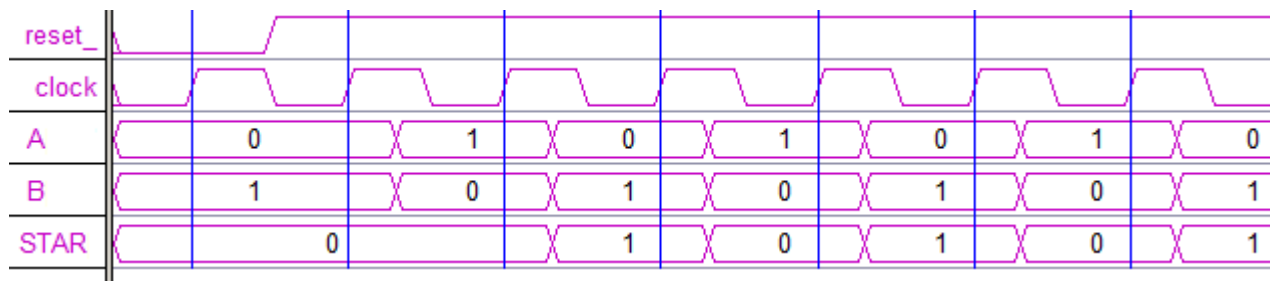 reset_
clock
A 0 1 0 1 0 1 0
B 1 0 1 0 1 0 1
STAR 0 1 0 1 0 1